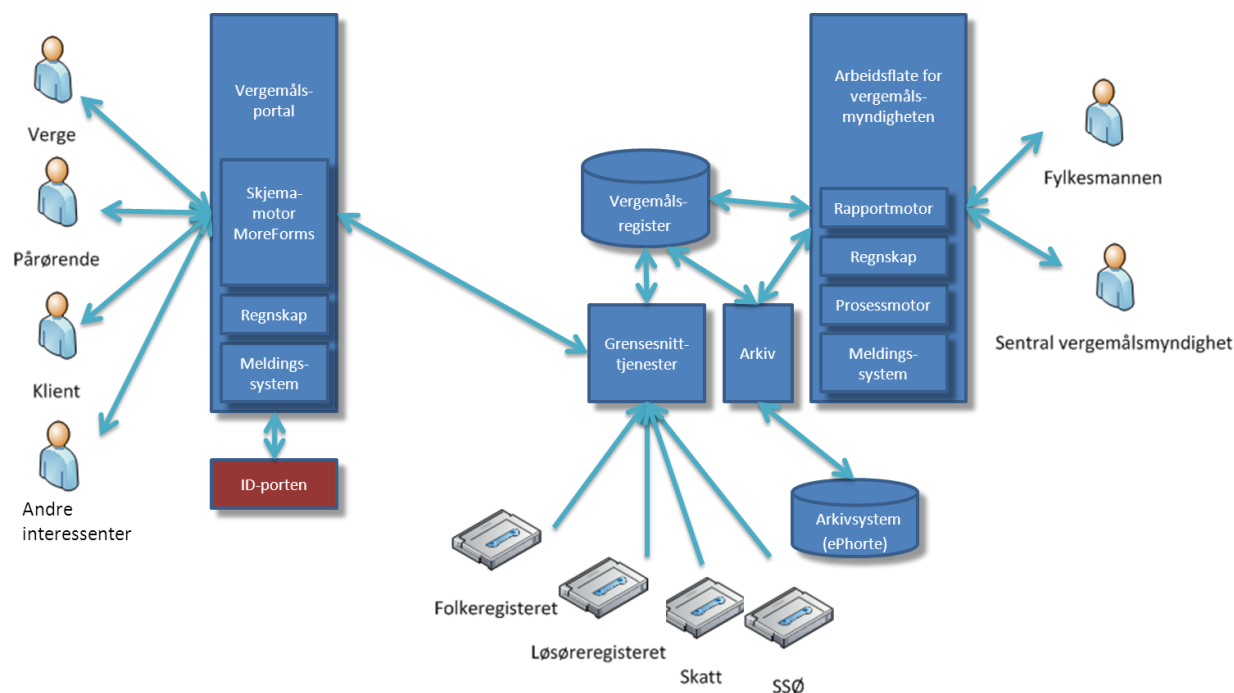 Verge
Pårørende
Klient
Andre
interessenter
Vergemåls-
portal
Skjema-
motor
MoreForms
Regnskap
Meldings-
system
ID-porten
Vergemåls-
register
Grensesnitt-
tjenester
Arkiv
Arbeidsflate for
vergemåls-
myndigheten
Rapportmotor
Regnskap
Prosessmotor
Meldings-
system
Fylkesmannen
Sentral vergemålsmyndighet
Arkivsystem
(ePhorte)
Folkeregisteret
Løsøreregisteret
Skatt
SSØ